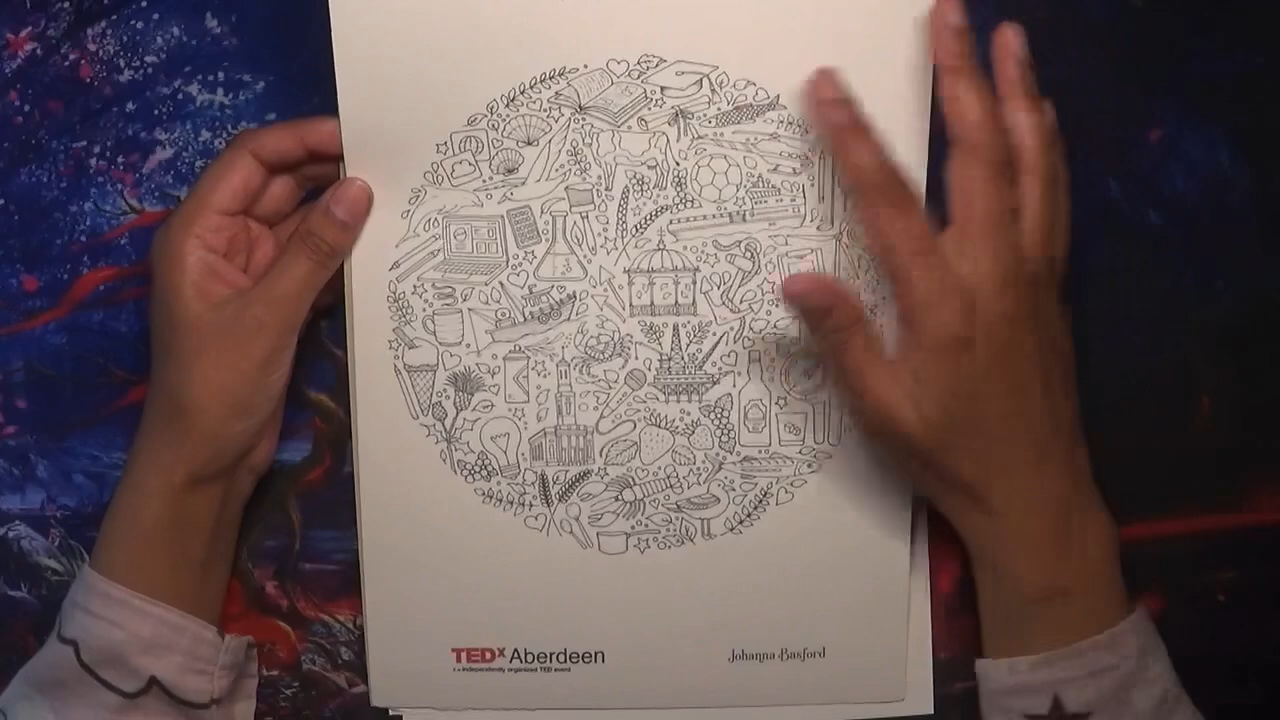 TEDxAberdeen
x = independently organized TED event
Johanna Basford